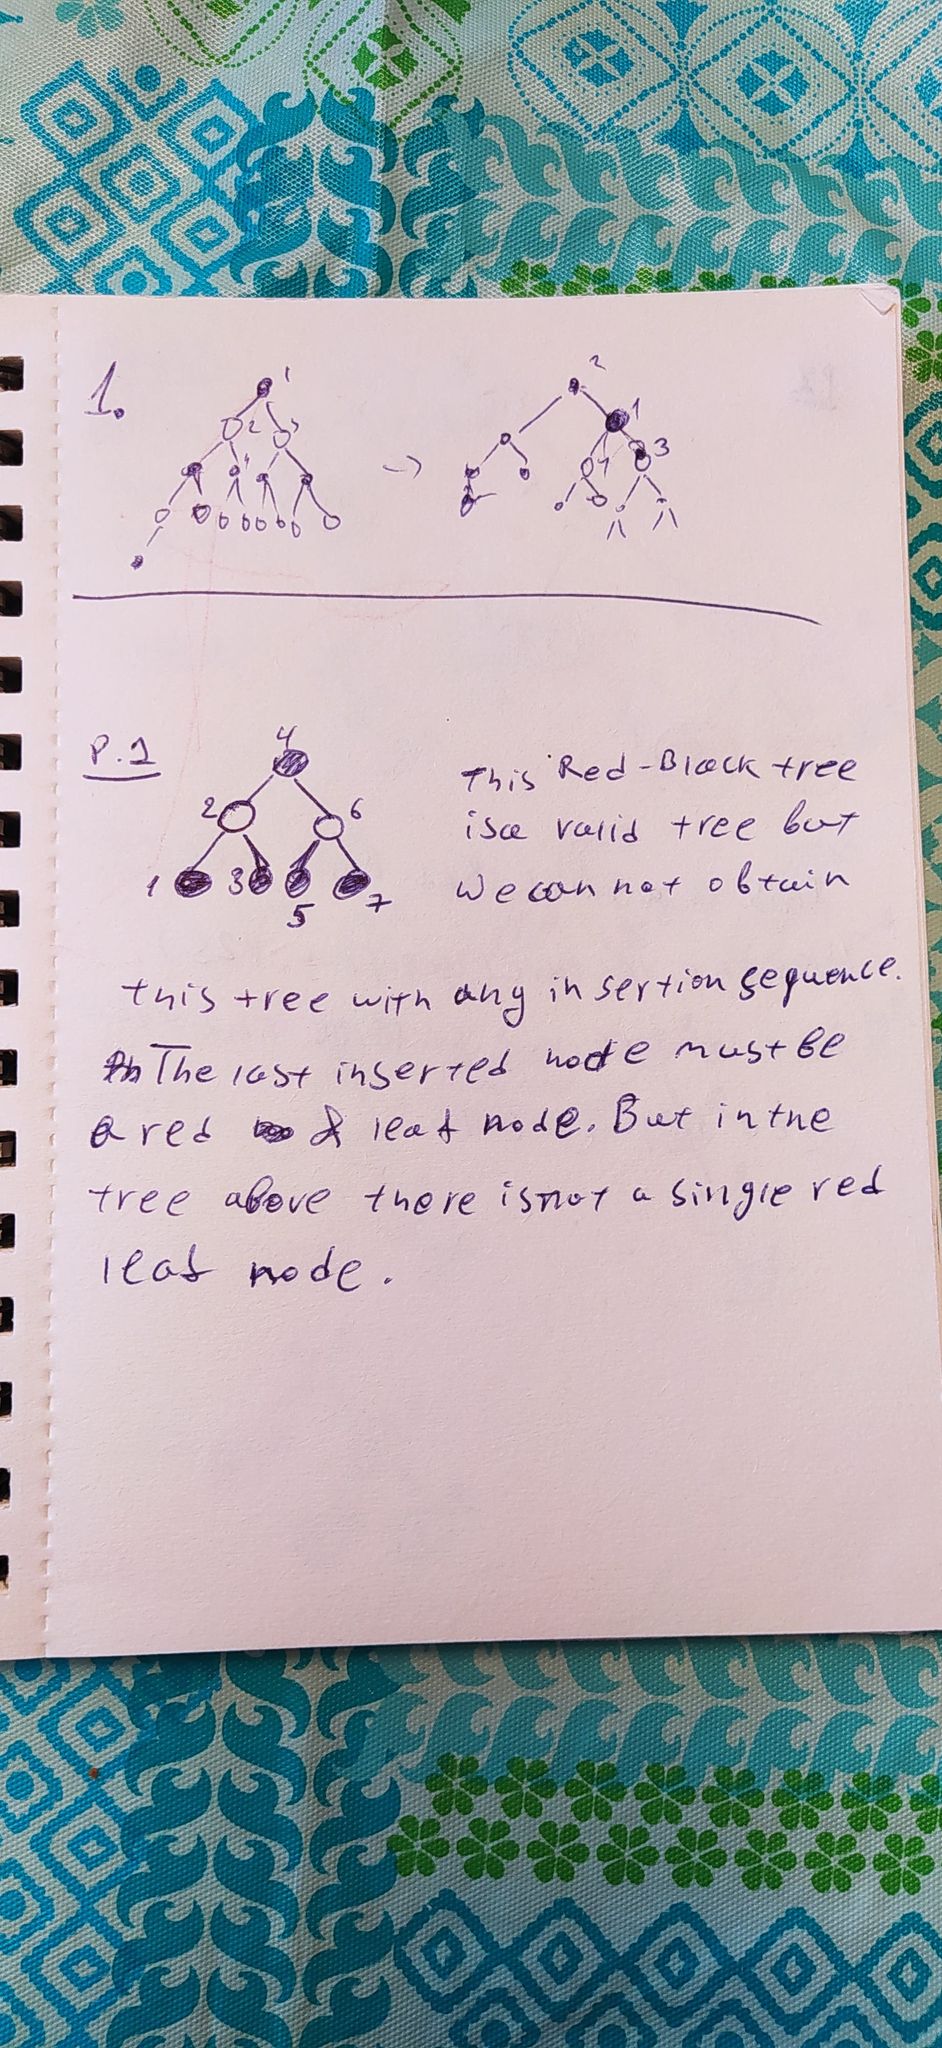 1.
1
2 3
4
2
1
4 3
P.1
4
2 6
1 3 5 7
This Red-Black tree
is a valid tree but
we can not obtain
this tree with any insertion sequence.
The last inserted node must be
a red leaf node. But in the
tree above there is not a single red
leaf node.